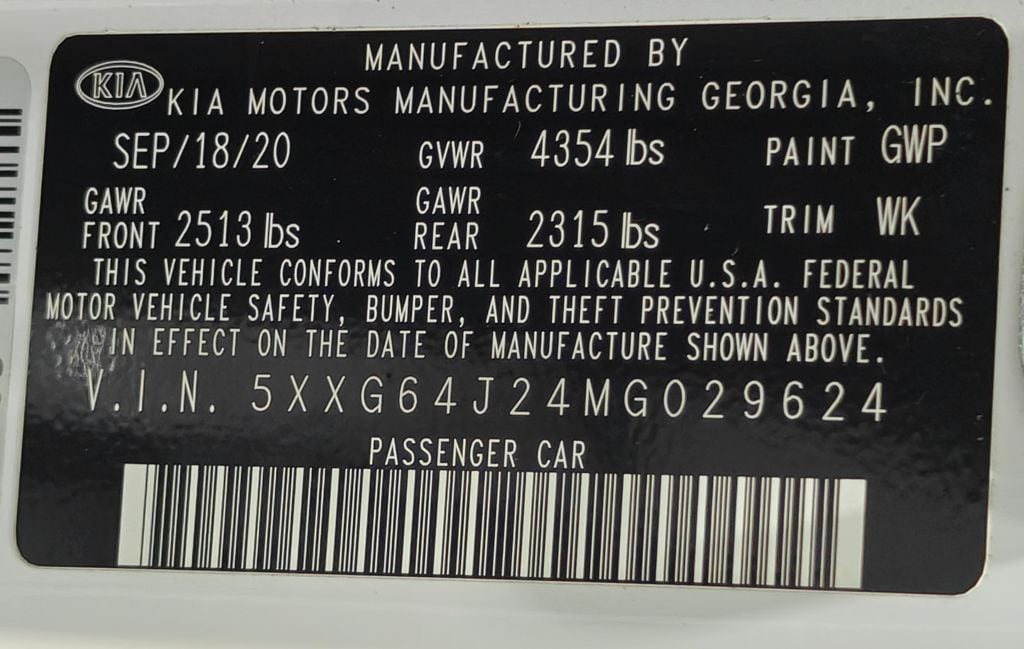 MANUFACTURED BY
KIA KIA MOTORS MANUFACTURING GEORGIA, INC.
SEP/18/20 GVWR 4354 lbs PAINT GWP
GAWR FRONT 2513 lbs GAWR REAR 2315 lbs TRIM WK
THIS VEHICLE CONFORMS TO ALL APPLICABLE U.S.A. FEDERAL
MOTOR VEHICLE SAFETY, BUMPER, AND THEFT PREVENTION STANDARDS
IN EFFECT ON THE DATE OF MANUFACTURE SHOWN ABOVE.
V.I.N. 5XXG64J24MG029624
PASSENGER CAR